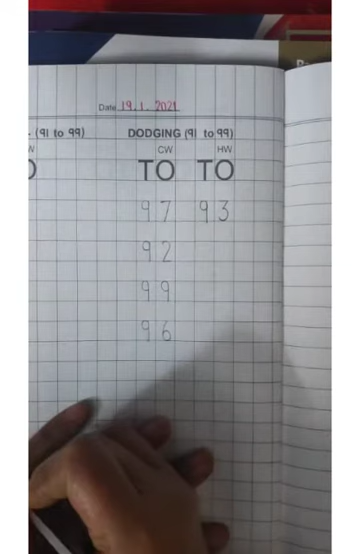 Date 19.1.2021
- (91 to 99) DODGING (91 to 99)
CW HW
TO TO
97 93
92
99
96